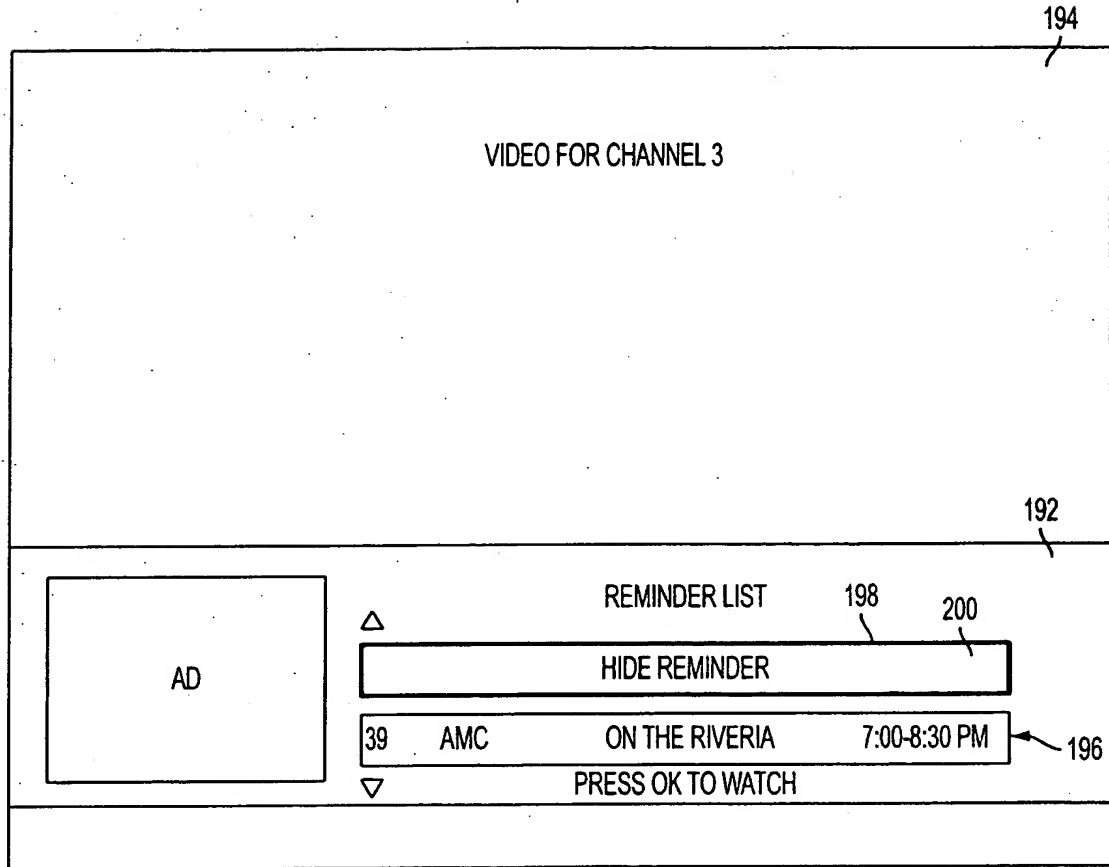 194
VIDEO FOR CHANNEL 3
192
REMINDER LIST
198
200
AD
HIDE REMINDER
39 AMC ON THE RIVERIA 7:00-8:30 PM
196
PRESS OK TO WATCH